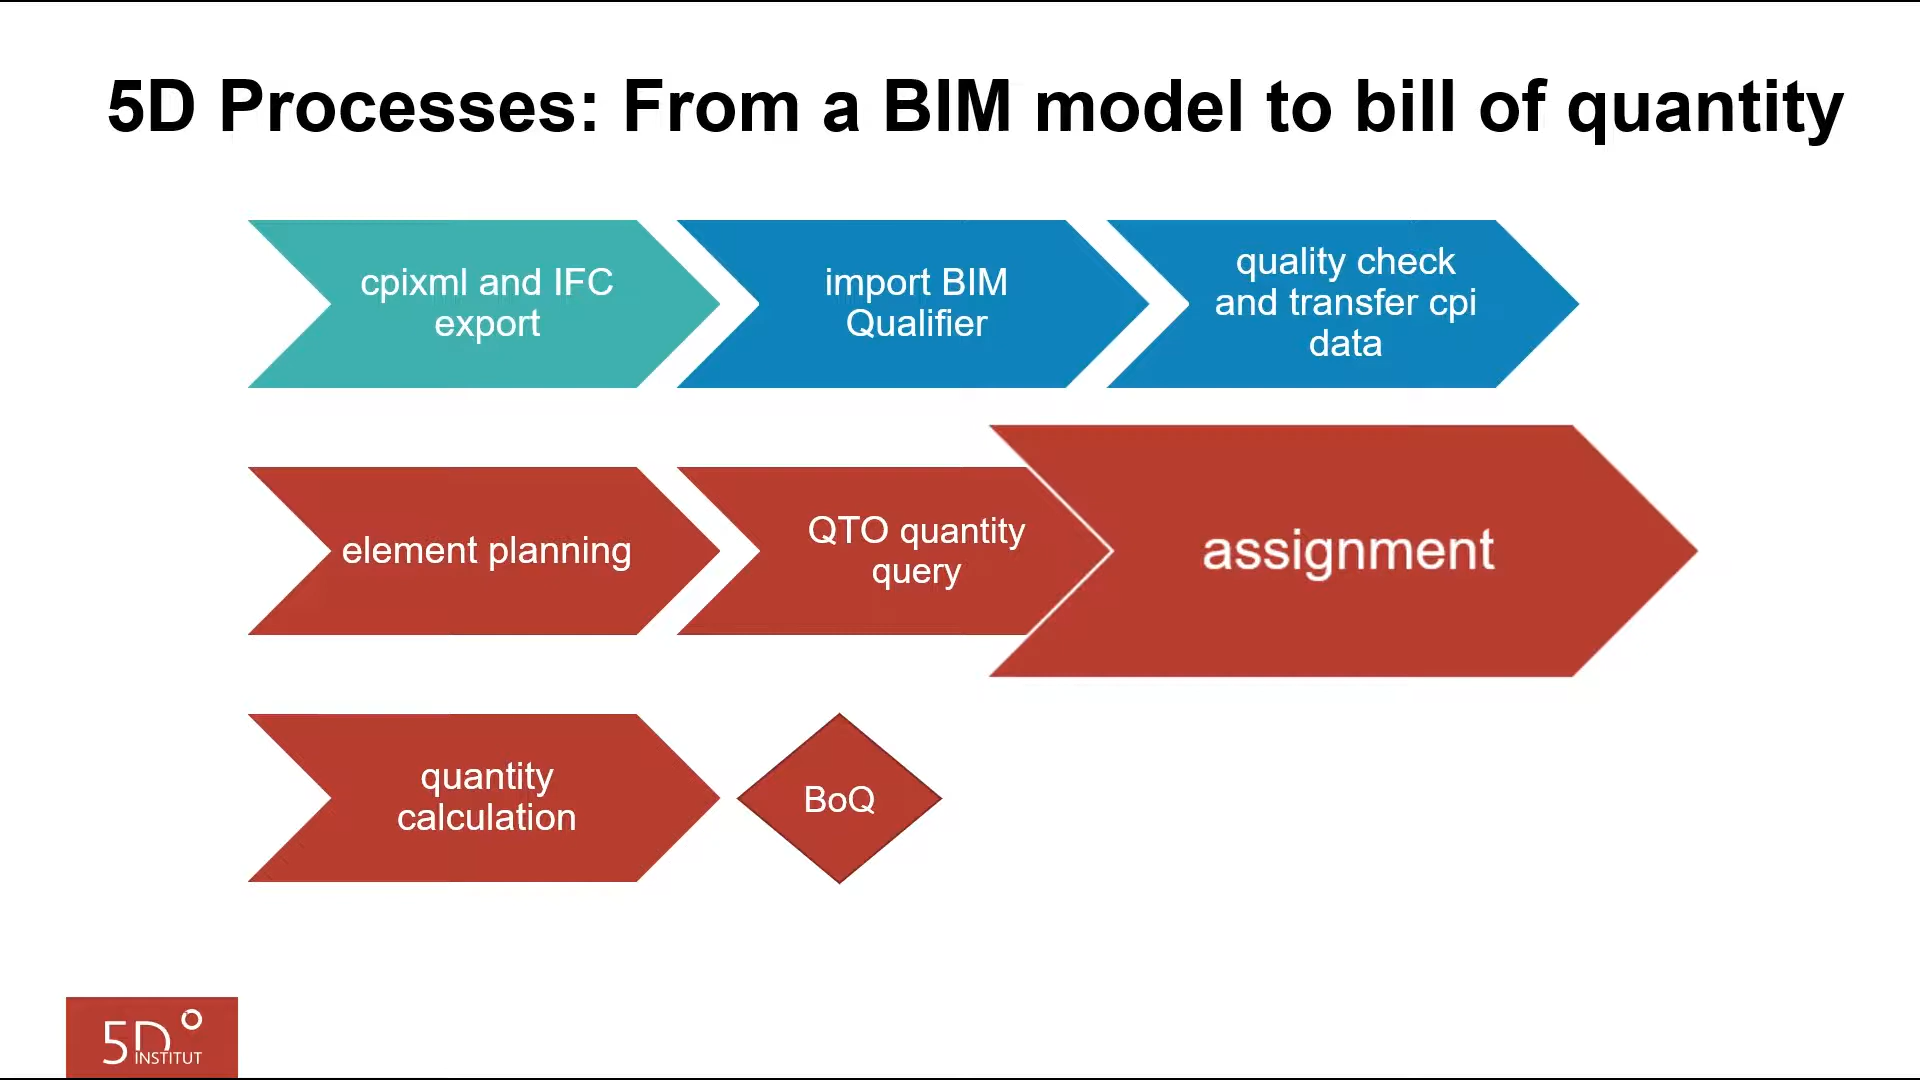 5D Processes: From a BIM model to bill of quantity
cpixml and IFC
export
import BIM
Qualifier
quality check
and transfer cpi
data
element planning
QTO quantity
query
assignment
quantity
calculation
BoQ
5D
INSTITUT